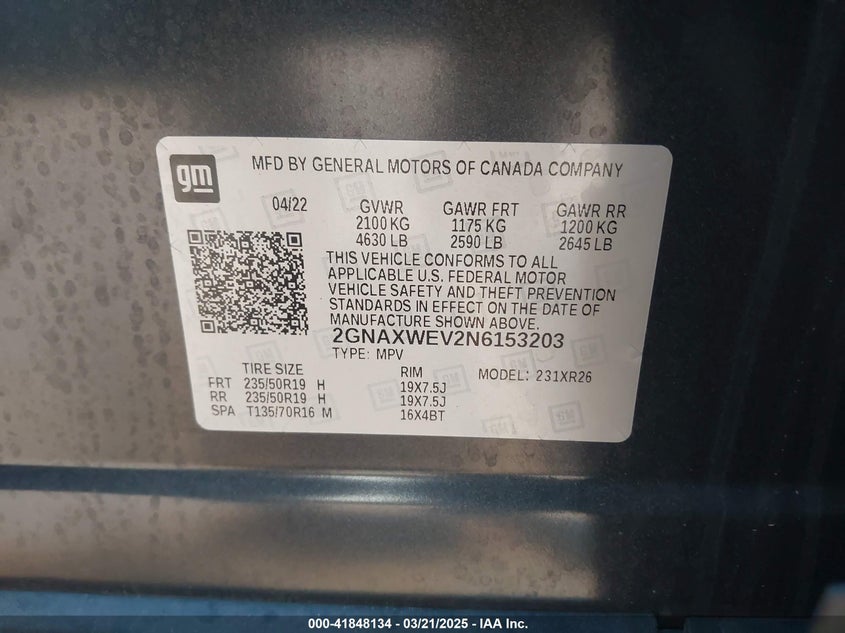 gm
MFD BY GENERAL MOTORS OF CANADA COMPANY
04/22 GVWR GAWR FRT GAWR RR
2100 KG 1175 KG 1200 KG
4630 LB 2590 LB 2645 LB
THIS VEHICLE CONFORMS TO ALL
APPLICABLE U.S. FEDERAL MOTOR
VEHICLE SAFETY AND THEFT PREVENTION
STANDARDS IN EFFECT ON THE DATE OF
MANUFACTURE SHOWN ABOVE.
2GNAXWEV2N6153203
TYPE: MPV
TIRE SIZE RIM MODEL: 231XR26
FRT 235/50R19 H 19X7.5J
RR 235/50R19 H 19X7.5J
SPA T135/70R16 M 16X4BT
000-41848134 - 03/21/2025 - IAA Inc.